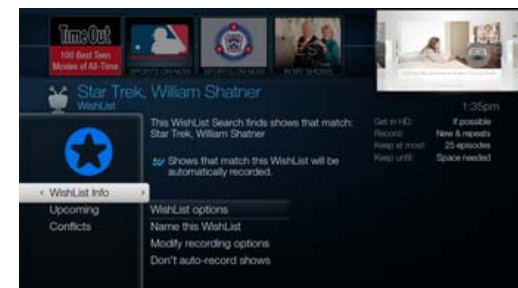 TimeOut
100 Best Teen
Movies of All-Time
SPORTS ON NOW
SPORTS ON NOW
IN MY SHOWS
Star Trek, William Shatner
WishList
1:35pm
This WishList Search finds shows that match:
Star Trek, William Shatner
Shows that match this WishList will be
automatically recorded.
Get in HD: If possible
Record: New & repeats
Keep at most: 25 episodes
Keep until: Space needed
WishList Info
Upcoming
Conflicts
WishList options
Name this WishList
Modify recording options
Don't auto-record shows